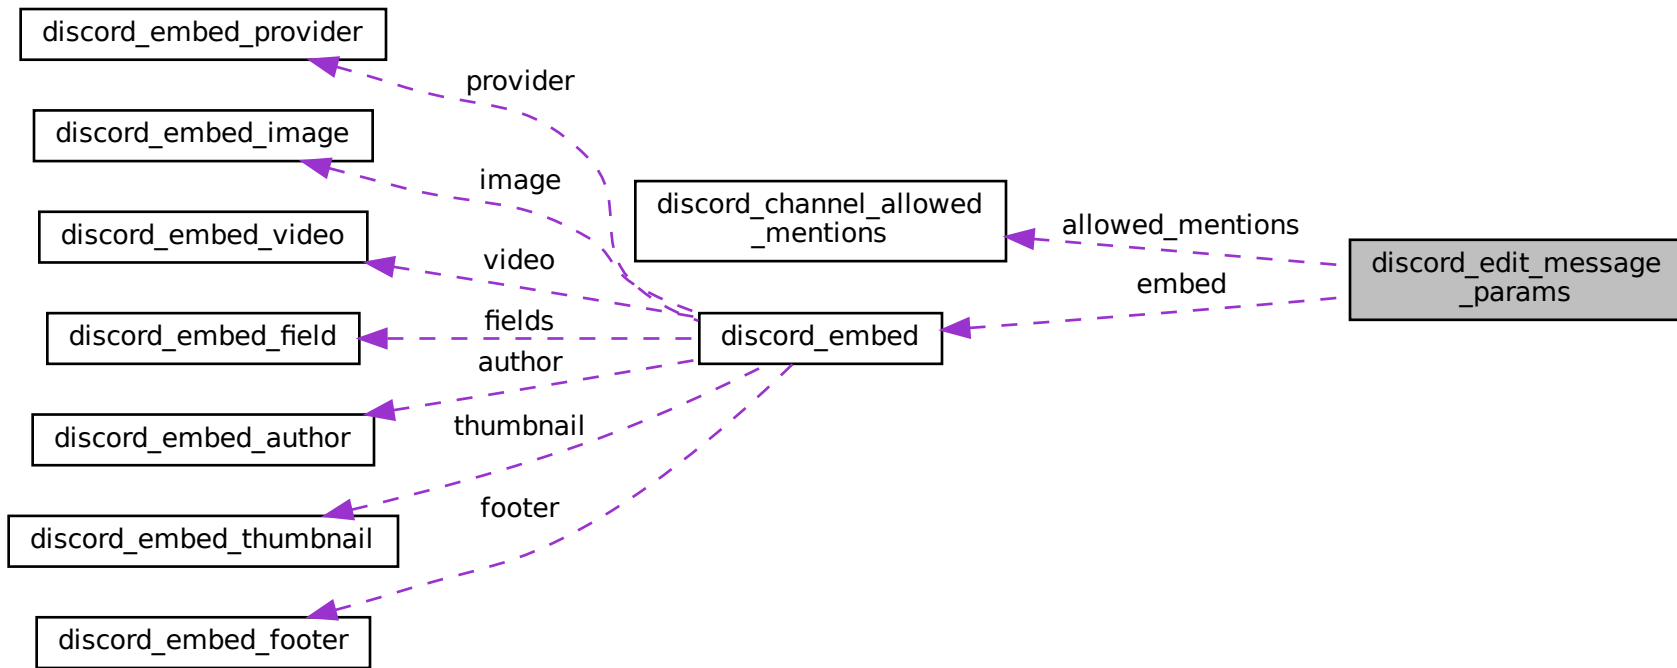 discord_embed_provider
provider
discord_embed_image
image
discord_channel_allowed
_mentions
allowed_mentions
discord_embed_video
video
discord_edit_message
_params
embed
fields
discord_embed_field
discord_embed
author
discord_embed_author
thumbnail
footer
discord_embed_thumbnail
discord_embed_footer